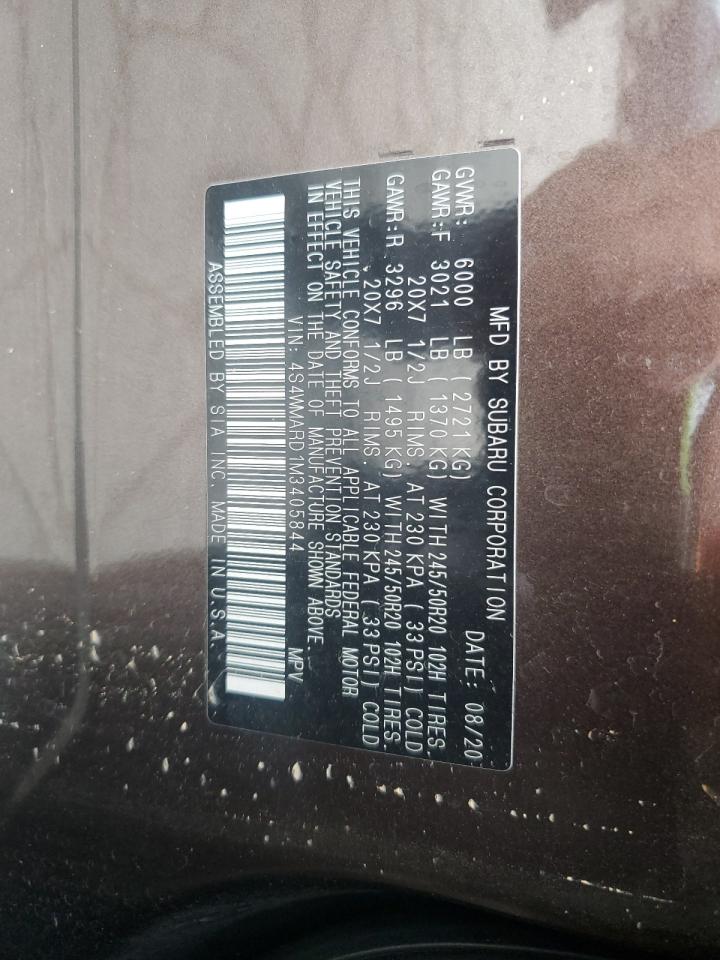 MFD BY SUBARU CORPORATION DATE: 08/20
GVWR: 6000 LB ( 2721 KG)
GAWR:F 3021 LB ( 1370 KG) WITH 245/50R20 102H TIRES.
20X7 1/2J RIMS. AT 230 KPA ( 33 PSI) COLD
GAWR:R 3296 LB ( 1495 KG) WITH 245/50R20 102H TIRES.
20X7 1/2J RIMS. AT 230 KPA ( 33 PSI) COLD
THIS VEHICLE CONFORMS TO ALL APPLICABLE FEDERAL MOTOR
VEHICLE SAFETY AND THEFT PREVENTION STANDARDS
IN EFFECT ON THE DATE OF MANUFACTURE SHOWN ABOVE.
VIN: 4S4WMARD1M3405844 MPV
ASSEMBLED BY SIA INC. MADE IN U.S.A.